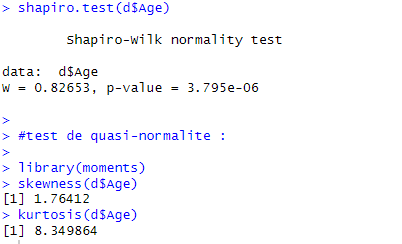 > shapiro.test(d$Age)
Shapiro-Wilk normality test
data:  d$Age
W = 0.82653, p-value = 3.795e-06
>
> #test de quasi-normalite :
>
> library(moments)
> skewness(d$Age)
[1] 1.76412
> kurtosis(d$Age)
[1] 8.349864